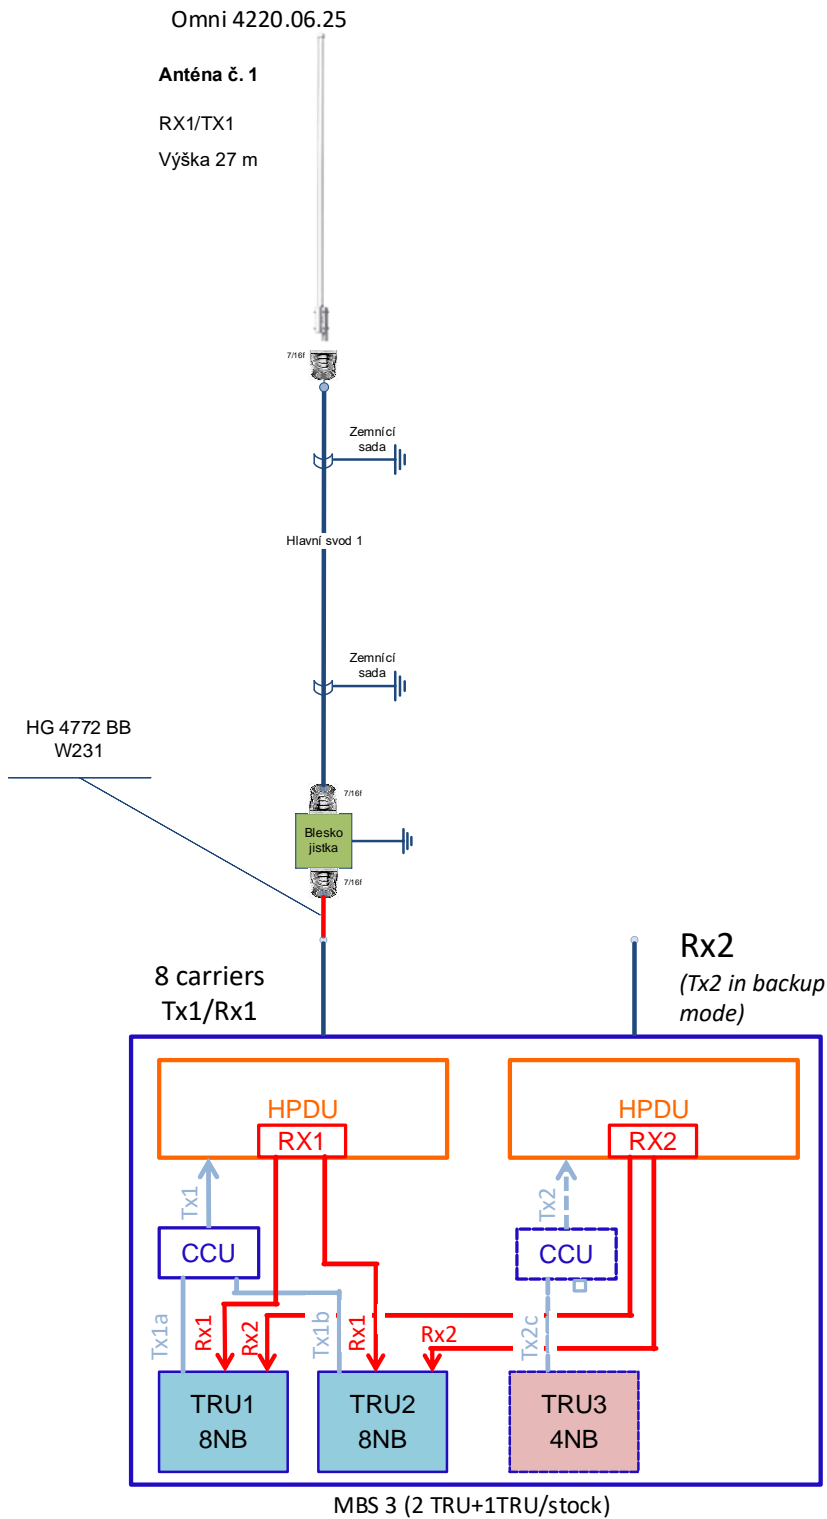 Omni 4220.06.25
Anténa č. 1
RX1/TX1
Výška 27 m
7/16f
Zemnící
sada
Hlavní svod 1
Zemnící
sada
HG 4772 BB
W231
7/16f
Blesko
jistka
7/16f
8 carriers
Tx1/Rx1
Rx2
(Tx2 in backup
mode)
HPDU
RX1
HPDU
RX2
Tx1
Tx2
CCU
CCU
Tx1a
Rx1
Rx2
Tx1b
Rx1
Rx2
Tx2c
TRU1
8NB
TRU2
8NB
TRU3
4NB
MBS 3 (2 TRU+1TRU/stock)